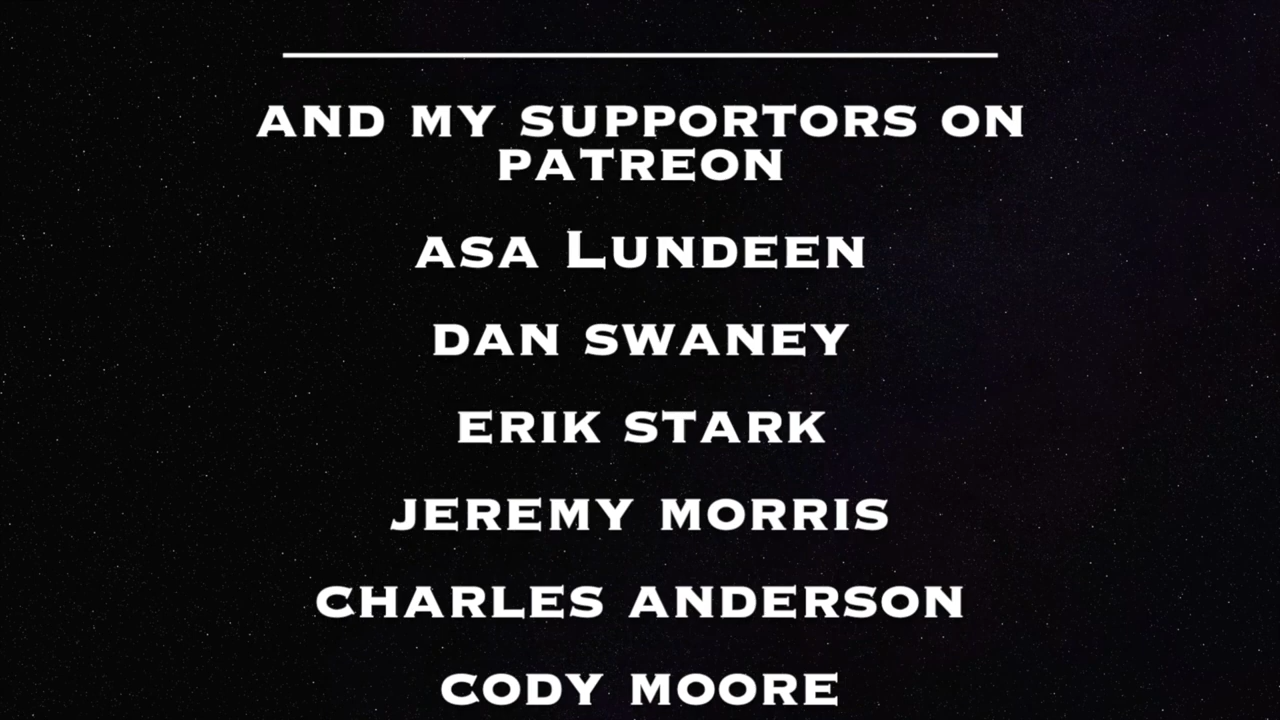 AND MY SUPPORTORS ON
PATREON
ASA LUNDEEN
DAN SWANEY
ERIK STARK
JEREMY MORRIS
CHARLES ANDERSON
CODY MOORE